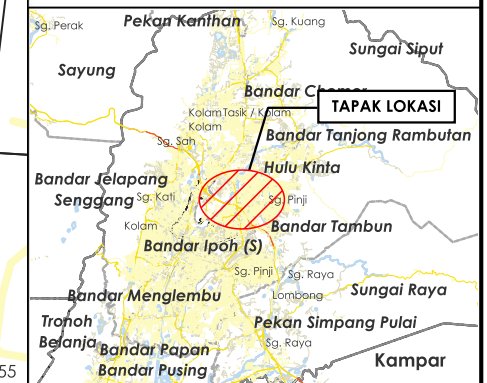 Pekan Kanthan
Sg. Kuang
Sg. Perak
Sungai Siput
Sayung
TAPAK LOKASI
Kolam
Tasik / Kolam
Kolam
Bandar Tanjong Rambutan
Sg. Sah
Hulu Kinta
Bandar Jelapang
Senggang
Sg. Kati
Sg. Pinji
Kolam
Bandar Tambun
Bandar Ipoh (S)
Sg. Pinji
Sg. Raya
Bandar Menglembu
Lombong
Sungai Raya
Tronoh
Belanja
Pekan Simpang Pulai
Sg. Raya
Bandar Papan
Kampar
Bandar Pusing
55